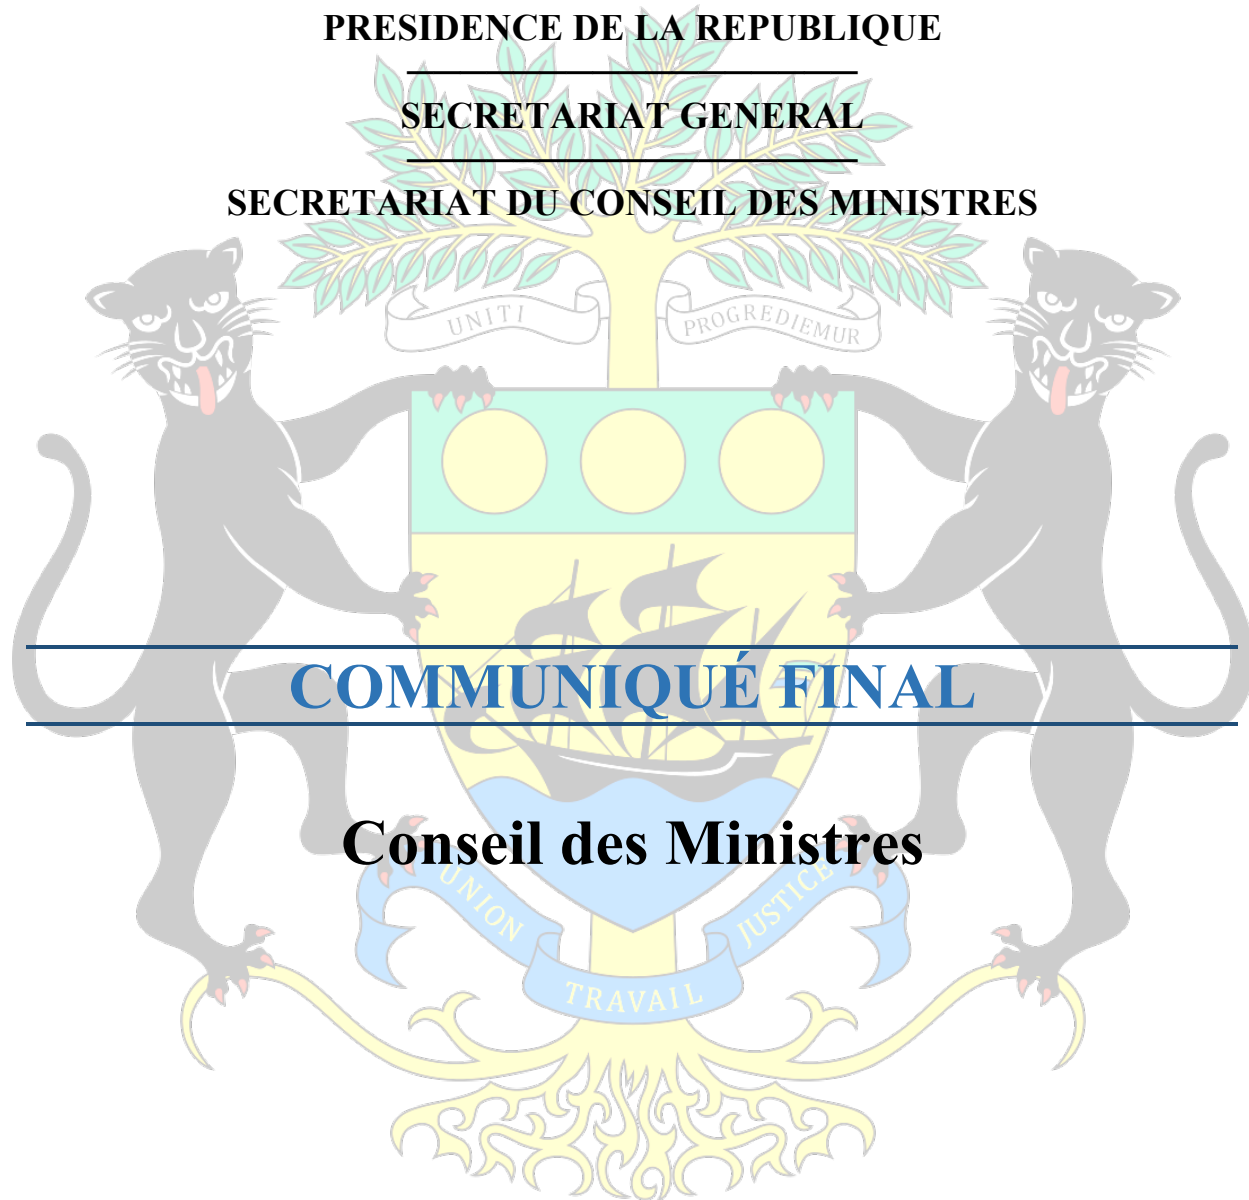 PRESIDENCE DE LA REPUBLIQUE
SECRETARIAT GENERAL
SECRETARIAT DU CONSEIL DES MINISTRES
UNITI PROGREDIEMUR
COMMUNIQUÉ FINAL
Conseil des Ministres
UNION TRAVAIL JUSTICE